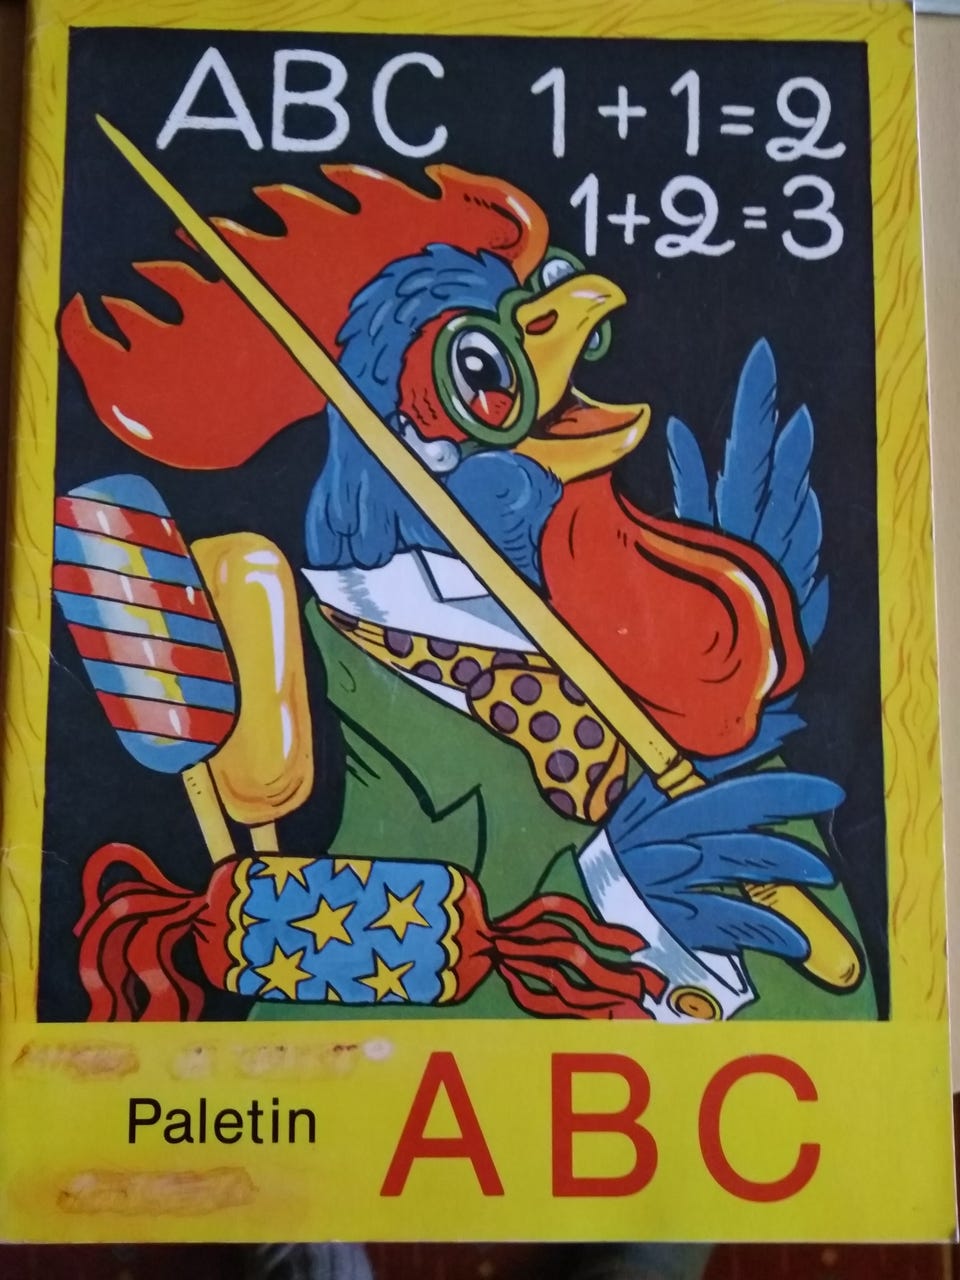 ABC 1+1=2
1+2=3
Paletin ABC